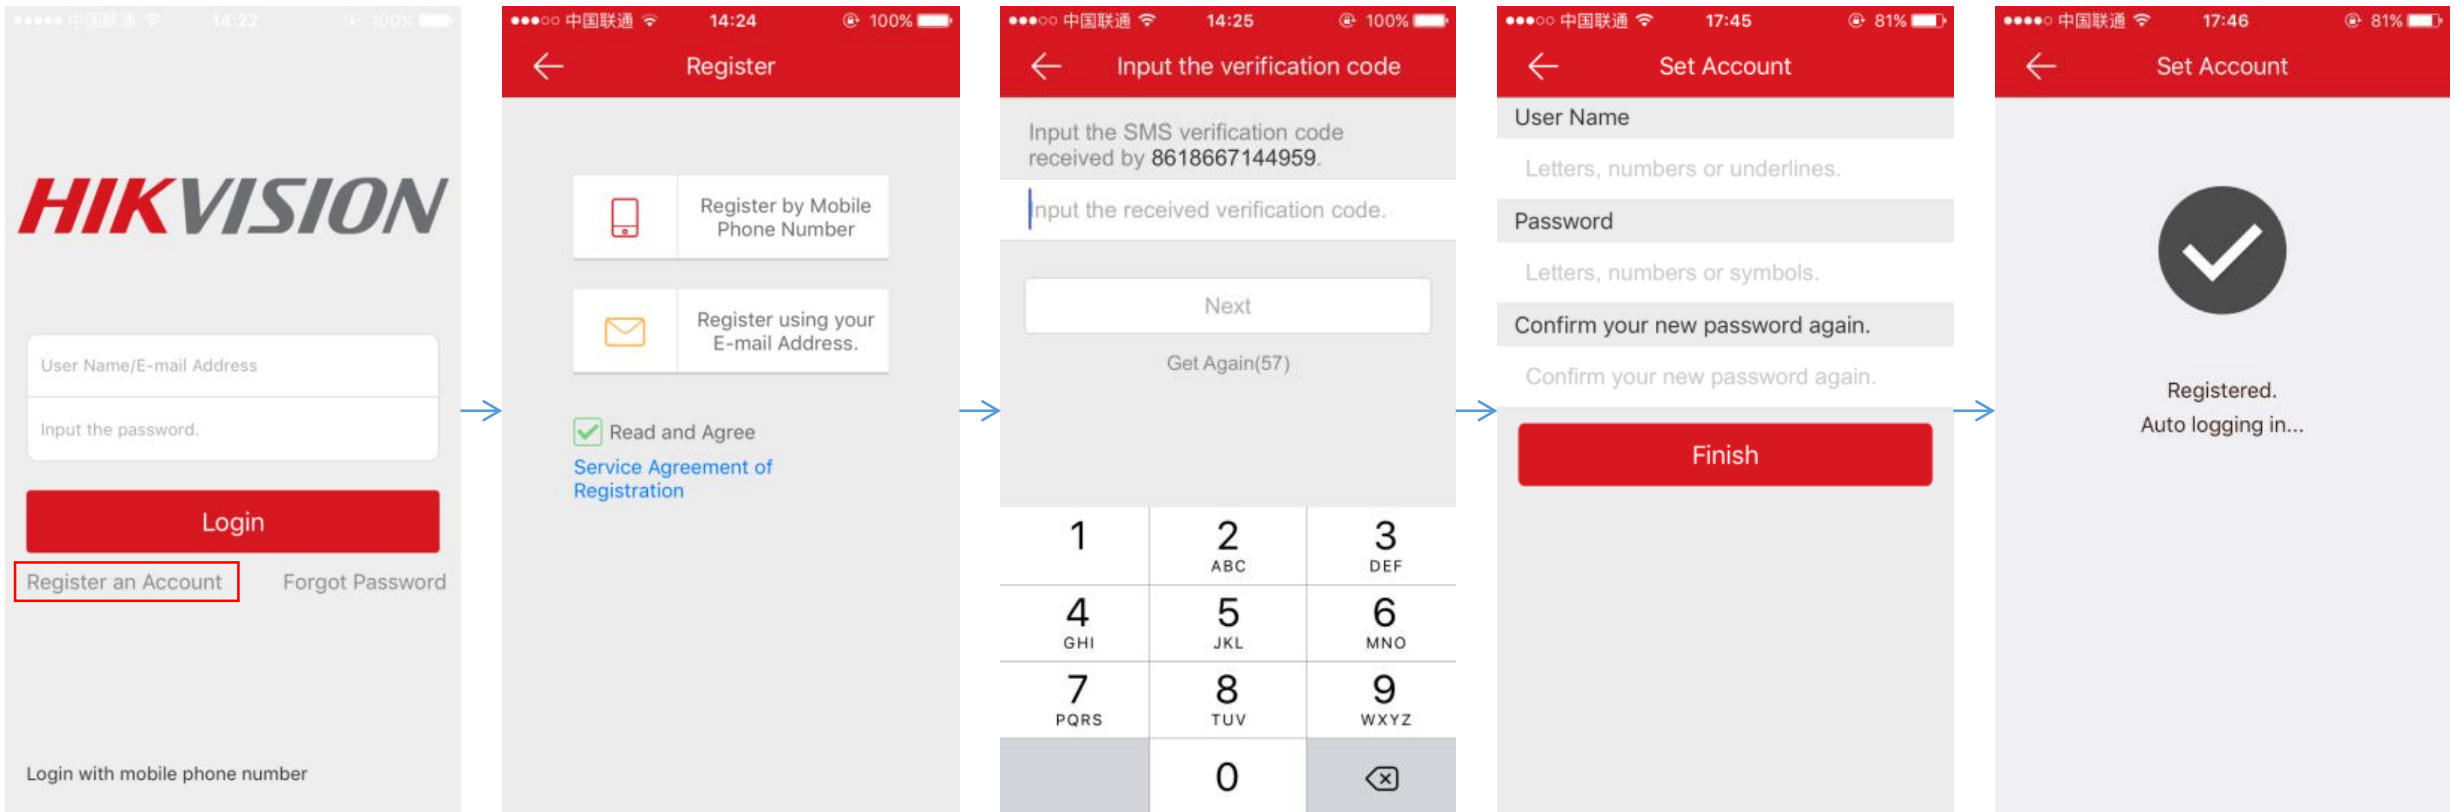 中国联通 14:22 100%
HIKVISION
User Name/E-mail Address
Input the password.
Login
Register an Account Forgot Password
Login with mobile phone number
中国联通 14:24 100%
Register
Register by Mobile
Phone Number
Register using your
E-mail Address.
Read and Agree
Service Agreement of
Registration
中国联通 14:25 100%
Input the verification code
Input the SMS verification code
received by 8618667144959.
Input the received verification code.
Next
Get Again(57)
1 2 3
ABC DEF
4 5 6
GHI JKL MNO
7 8 9
PQRS TUV WXYZ
0
中国联通 17:45 81%
Set Account
User Name
Letters, numbers or underlines.
Password
Letters, numbers or symbols.
Confirm your new password again.
Confirm your new password again.
Finish
中国联通 17:46 81%
Set Account
Registered.
Auto logging in...